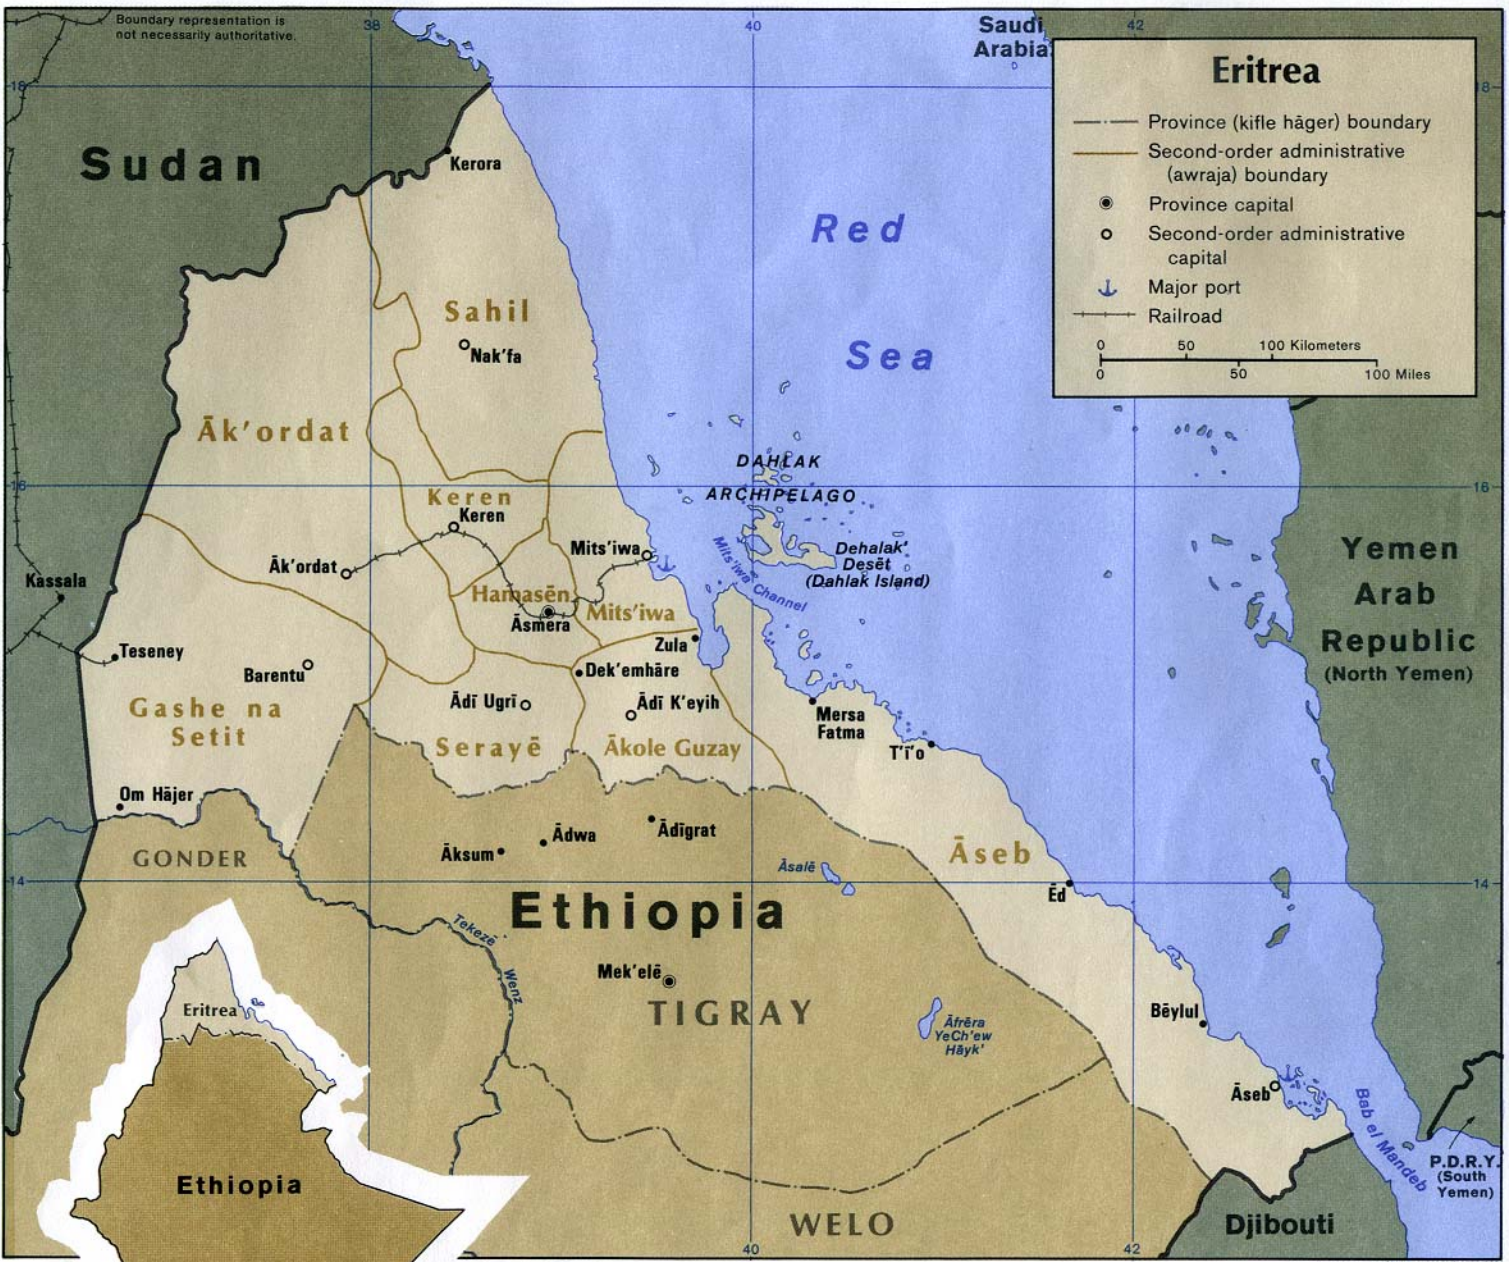 Boundary representation is
not necessarily authoritative.
38
40
42
Saudi
Arabia
Eritrea
Province (kifle hāger) boundary
Second-order administrative
(awraja) boundary
Province capital
Second-order administrative
capital
Major port
Railroad
0 50 100 Kilometers
0 50 100 Miles
18
18
Sudan
Kerora
Red
Sea
Sahil
Nak'fa
Āk'ordat
DAHLAK
ARCHIPELAGO
16
16
Keren
Keren
Mits'iwa
Dehalak'
Desēt
(Dahlak Island)
Mits'iwa Channel
Yemen
Arab
Republic
(North Yemen)
Āk'ordat
Kassala
Hamasēn
Āsmera
Mits'iwa
Zula
Teseney
Barentu
Dek'emhāre
Gashe na
Setit
Ādī Ugrī
Ādī K'eyih
Serayē
Ākole Guzay
Mersa
Fatma
T'ī'o
Om Hājer
Ādwa
Ādīgrat
Āksum
GONDER
Āsalē
Āseb
14
14
Ēd
Ethiopia
Tekezē
Wenz
Mek'elē
TIGRAY
Āfrēra
YeCh'ew
Hāyk'
Bēylul
Āseb
Bab el Mandeb
Eritrea
Ethiopia
P.D.R.Y.
(South
Yemen)
WELO
Djibouti
40
42